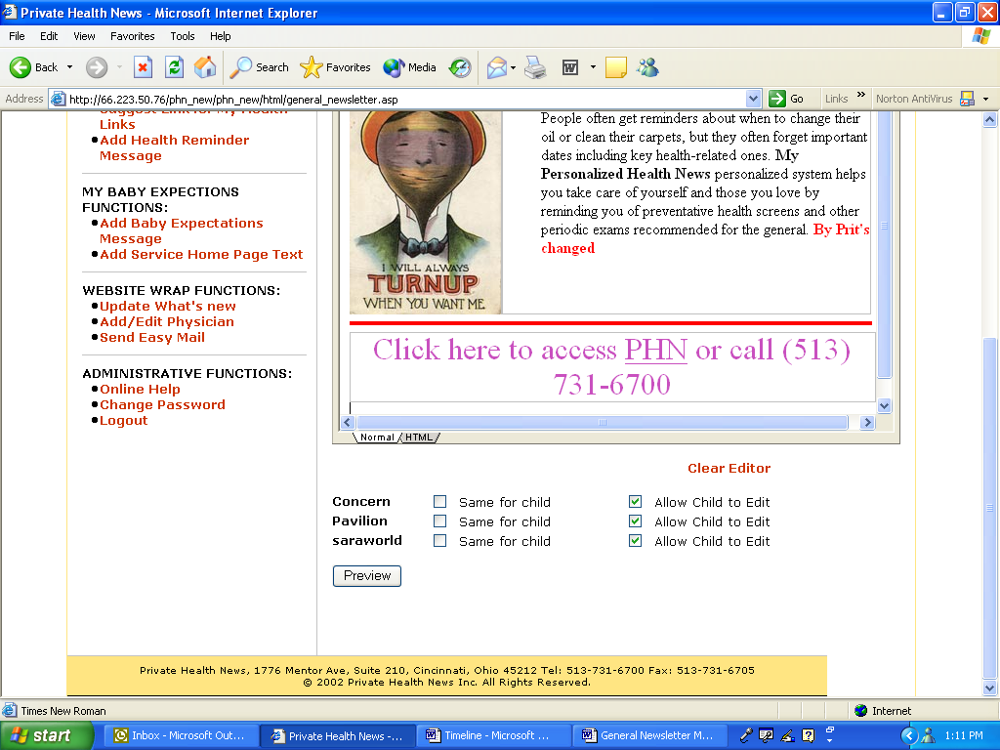 Private Health News - Microsoft Internet Explorer
File Edit View Favorites Tools Help
Back Search Favorites Media
Address http://66.223.50.76/phn_new/phn_new/html/general_newsletter.asp Go Links » Norton AntiVirus
Suggest Link for My Health
Links
Add Health Reminder
Message
MY BABY EXPECTIONS
FUNCTIONS:
Add Baby Expectations
Message
Add Service Home Page Text
WEBSITE WRAP FUNCTIONS:
Update What's new
Add/Edit Physician
Send Easy Mail
ADMINISTRATIVE FUNCTIONS:
Online Help
Change Password
Logout
I WILL ALWAYS
TURNUP
WHEN YOU WANT ME.
People often get reminders about when to change their
oil or clean their carpets, but they often forget important
dates including key health-related ones. My
Personalized Health News personalized system helps
you take care of yourself and those you love by
reminding you of preventative health screens and other
periodic exams recommended for the general. By Prit's
changed
Click here to access PHN or call (513)
731-6700
Normal HTML
Clear Editor
Concern Same for child Allow Child to Edit
Pavilion Same for child Allow Child to Edit
saraworld Same for child Allow Child to Edit
Preview
Private Health News, 1776 Mentor Ave, Suite 210, Cincinnati, Ohio 45212 Tel: 513-731-6700 Fax: 513-731-6705
© 2002 Private Health News Inc. All Rights Reserved.
Times New Roman Internet
start Inbox - Microsoft Out... Private Health News -... Timeline - Microsoft ... General Newsletter M... 1:11 PM